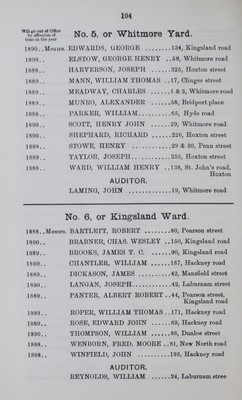 104
Will go out of Office
by effluxion of
time in the year
No. 5, or Whitmore Yard.
1890..Messrs. EDWARDS, GEORGE ........134, Kingsland road
1890.. ELSTOW, GEORGE HENRY ..58, Whitmore road
1888.. HARVERSON, JOSEPH ......325, Hoxton street
1889.. MANN, WILLIAM THOMAS ..17, Clinger street
1889.. MEADWAY, CHARLES ......1 & 3, Whitmore road
1889.. MUNRO, ALEXANDER ......58, Bridport place
1888.. PARKER, WILLIAM..........65, Hyde road
1890.. SCOTT, HENRY JOHN ......29, Whitmore road
1890.. SHEPHARD, RICHARD ......226, Hoxton street
1888.. STOWE, HENRY ............29 & 30, Penn street
1889.. TAYLOR, JOSEPH..........255, Hoxton street
1888.. WARD, WILLIAM HENRY ..138, St. John's road,
Hoxton
AUDITOR.
LAMING, JOHN ............19, Whitmore road
No. 6, or Kingsland Ward.
1888..Messrs. BARTLETT, ROBERT ........80, Pearson street
1890.. BRABNER, CHAS. WESLEY ..150, Kingsland road
1889.. BROOKS, JAMES T. C. ......90, Kingsland road
1890.. CHANTLER, WILLIAM ......187, Hackney road
1889.. DICKASON, JAMES ..........42, Mansfield street
1890.. LANGAN, JOSEPH..........42, Laburnum street
1889.. PANTER, ALBERT ROBERT ..44, Pearson street,
Kingsland road
1888.. ROPER, WILLIAM THOMAS..171, Hackney road
1889.. ROSE, EDWARD JOHN ......69, Hackney road
1890.. THOMPSON, WILLIAM ......86, Dunloe street
1888.. WENBORN, FRED. MOORE ..81, New North road
1888.. WINFIELD, JOHN ..........193, Hackney road
AUDITOR.
REYNOLDS, WILLIAM ......24, Laburnum stree